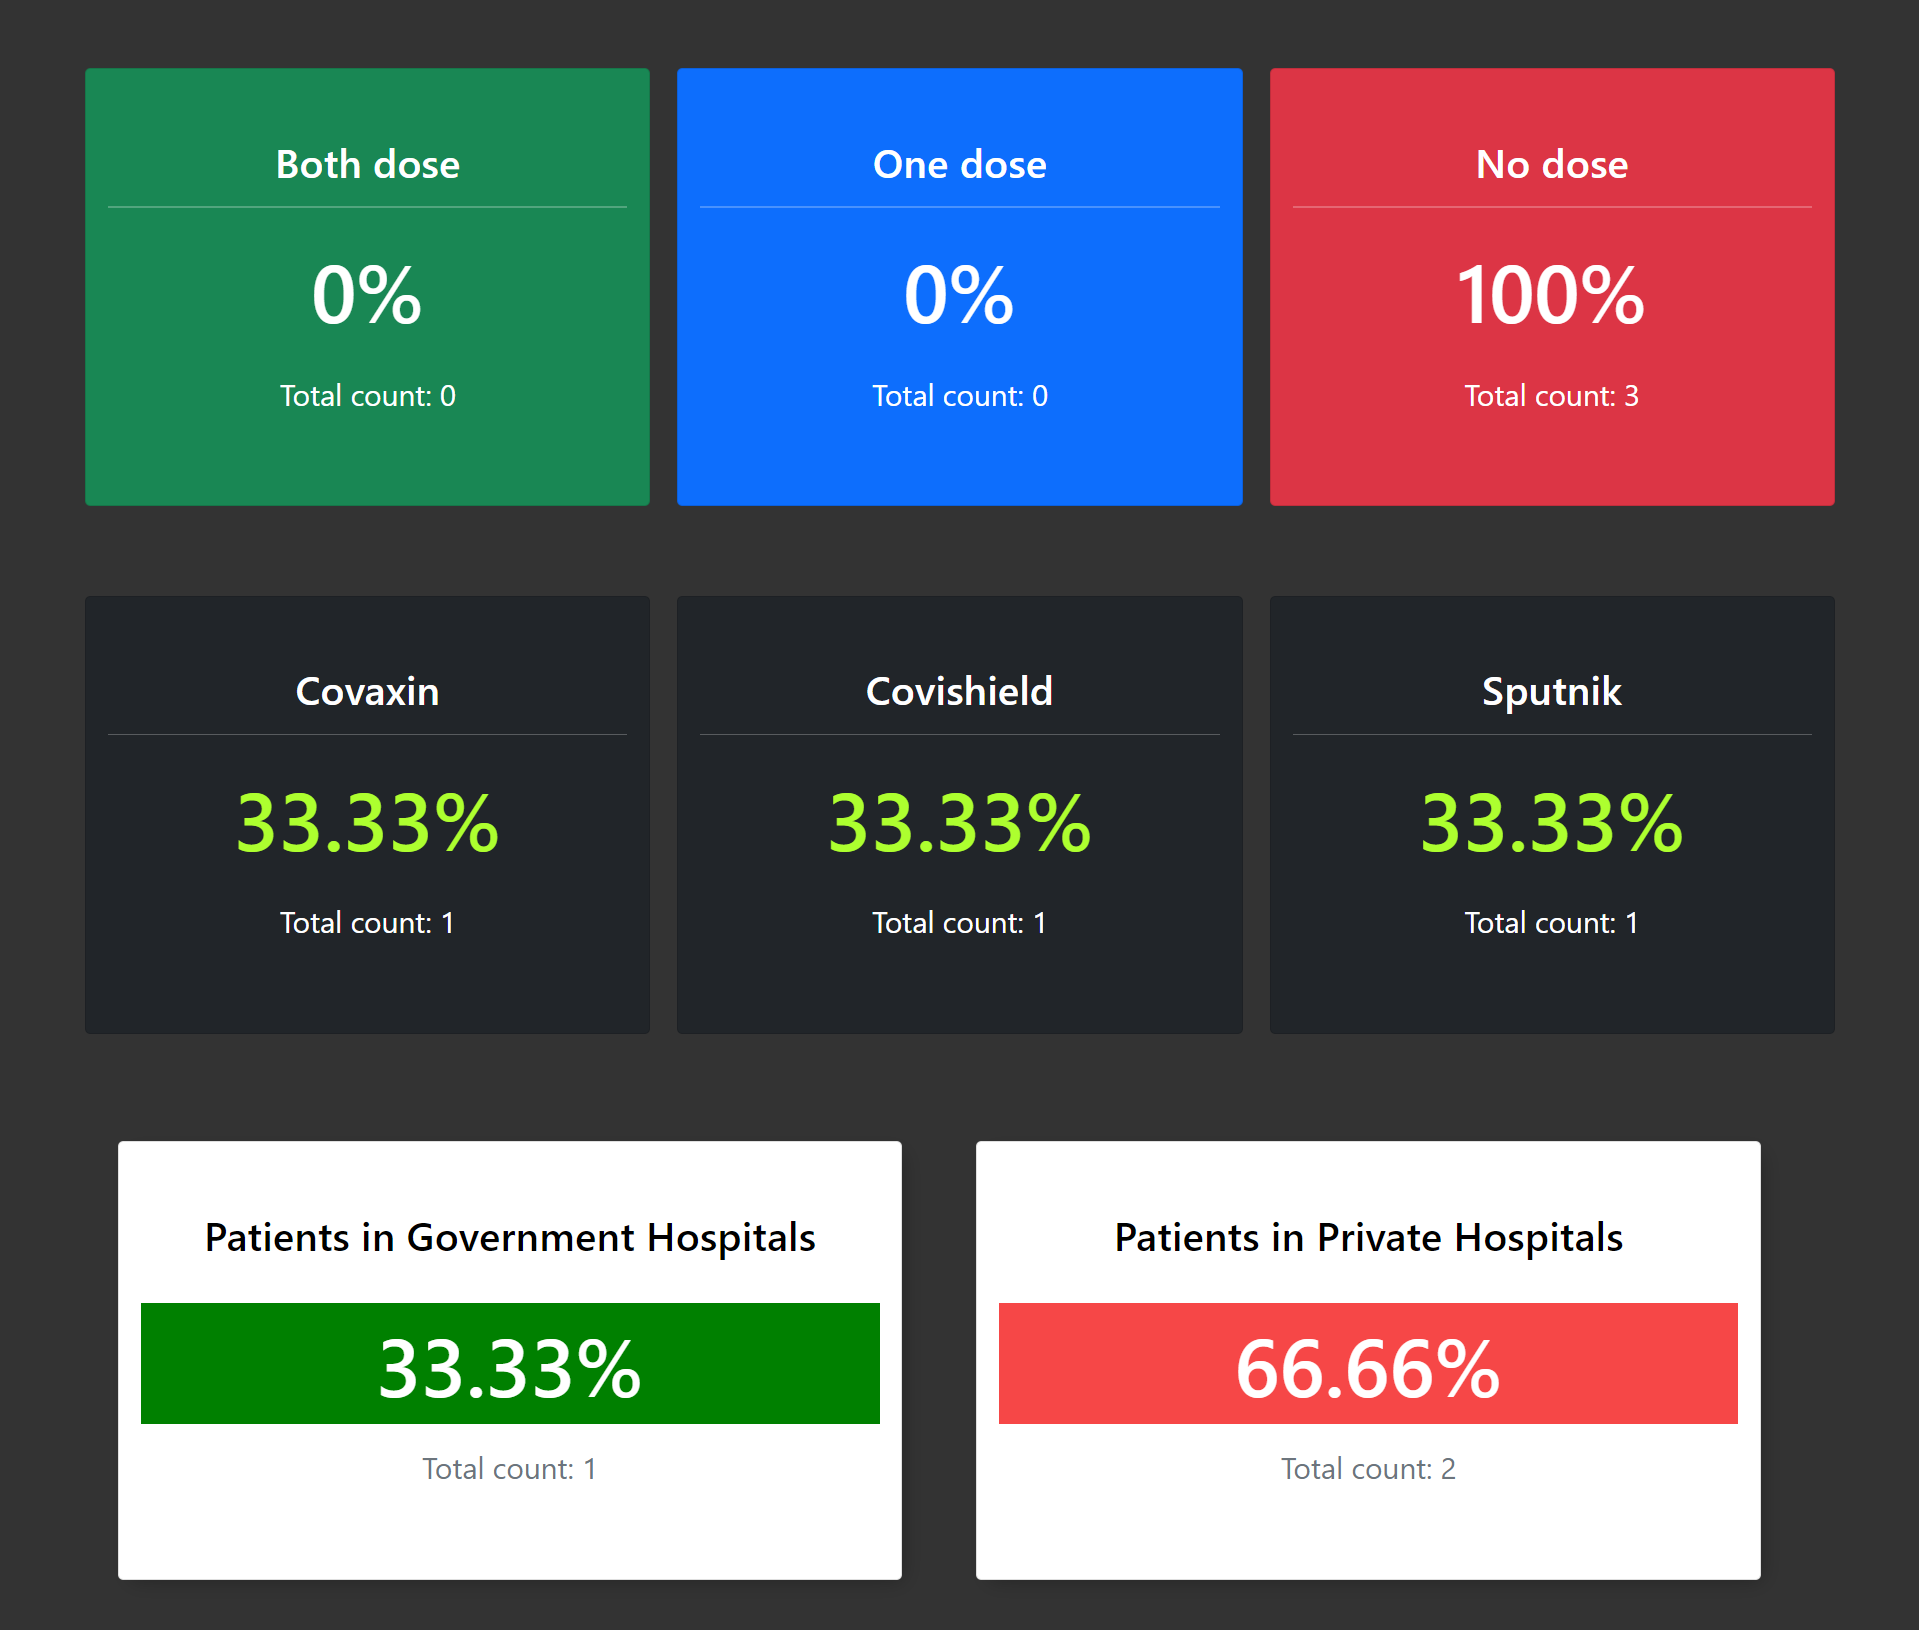 Both dose
0%
Total count: 0
One dose
0%
Total count: 0
No dose
100%
Total count: 3
Covaxin
33.33%
Total count: 1
Covishield
33.33%
Total count: 1
Sputnik
33.33%
Total count: 1
Patients in Government Hospitals
33.33%
Total count: 1
Patients in Private Hospitals
66.66%
Total count: 2